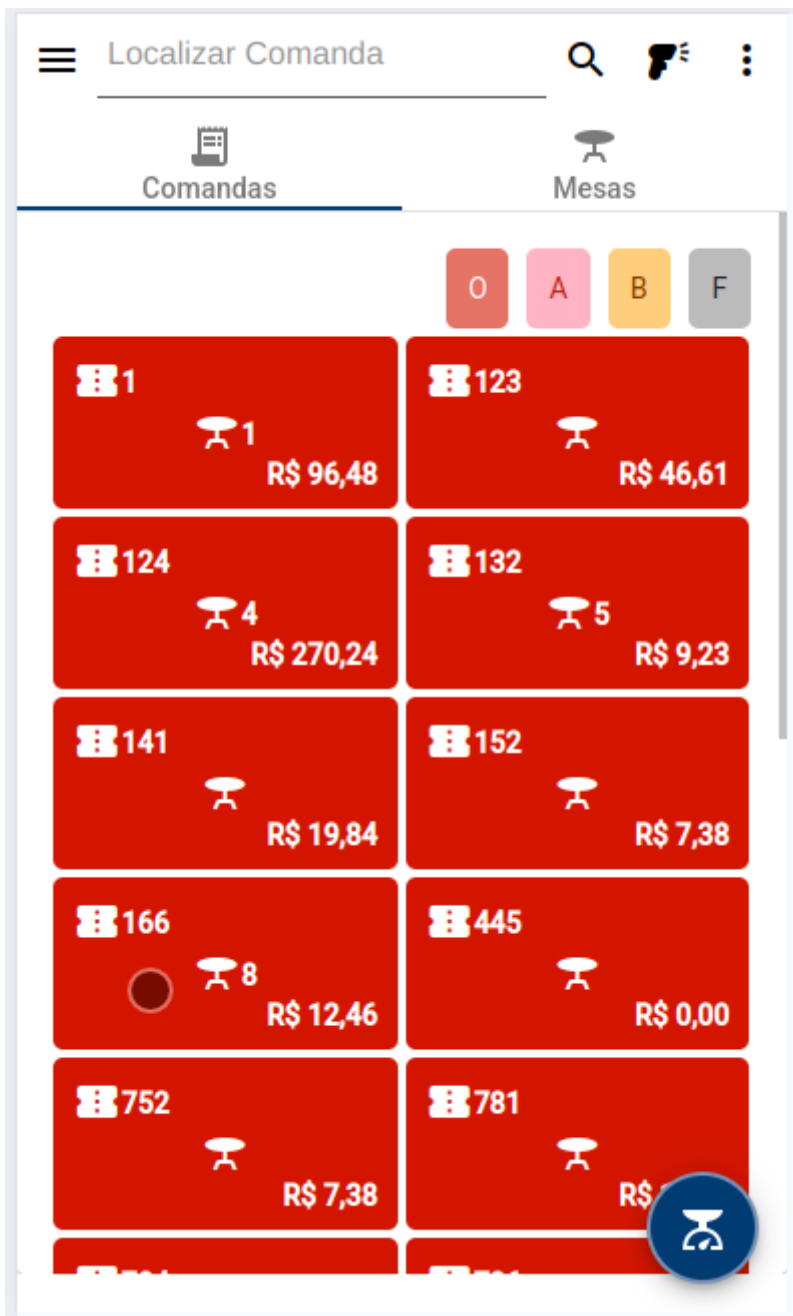 Localizar Comanda
Comandas Mesas
O A B F
1 123
1
R$ 96,48 R$ 46,61
124 132
4 5
R$ 270,24 R$ 9,23
141 152
R$ 19,84 R$ 7,38
166 445
8
R$ 12,46 R$ 0,00
752 781
R$ 7,38 R$